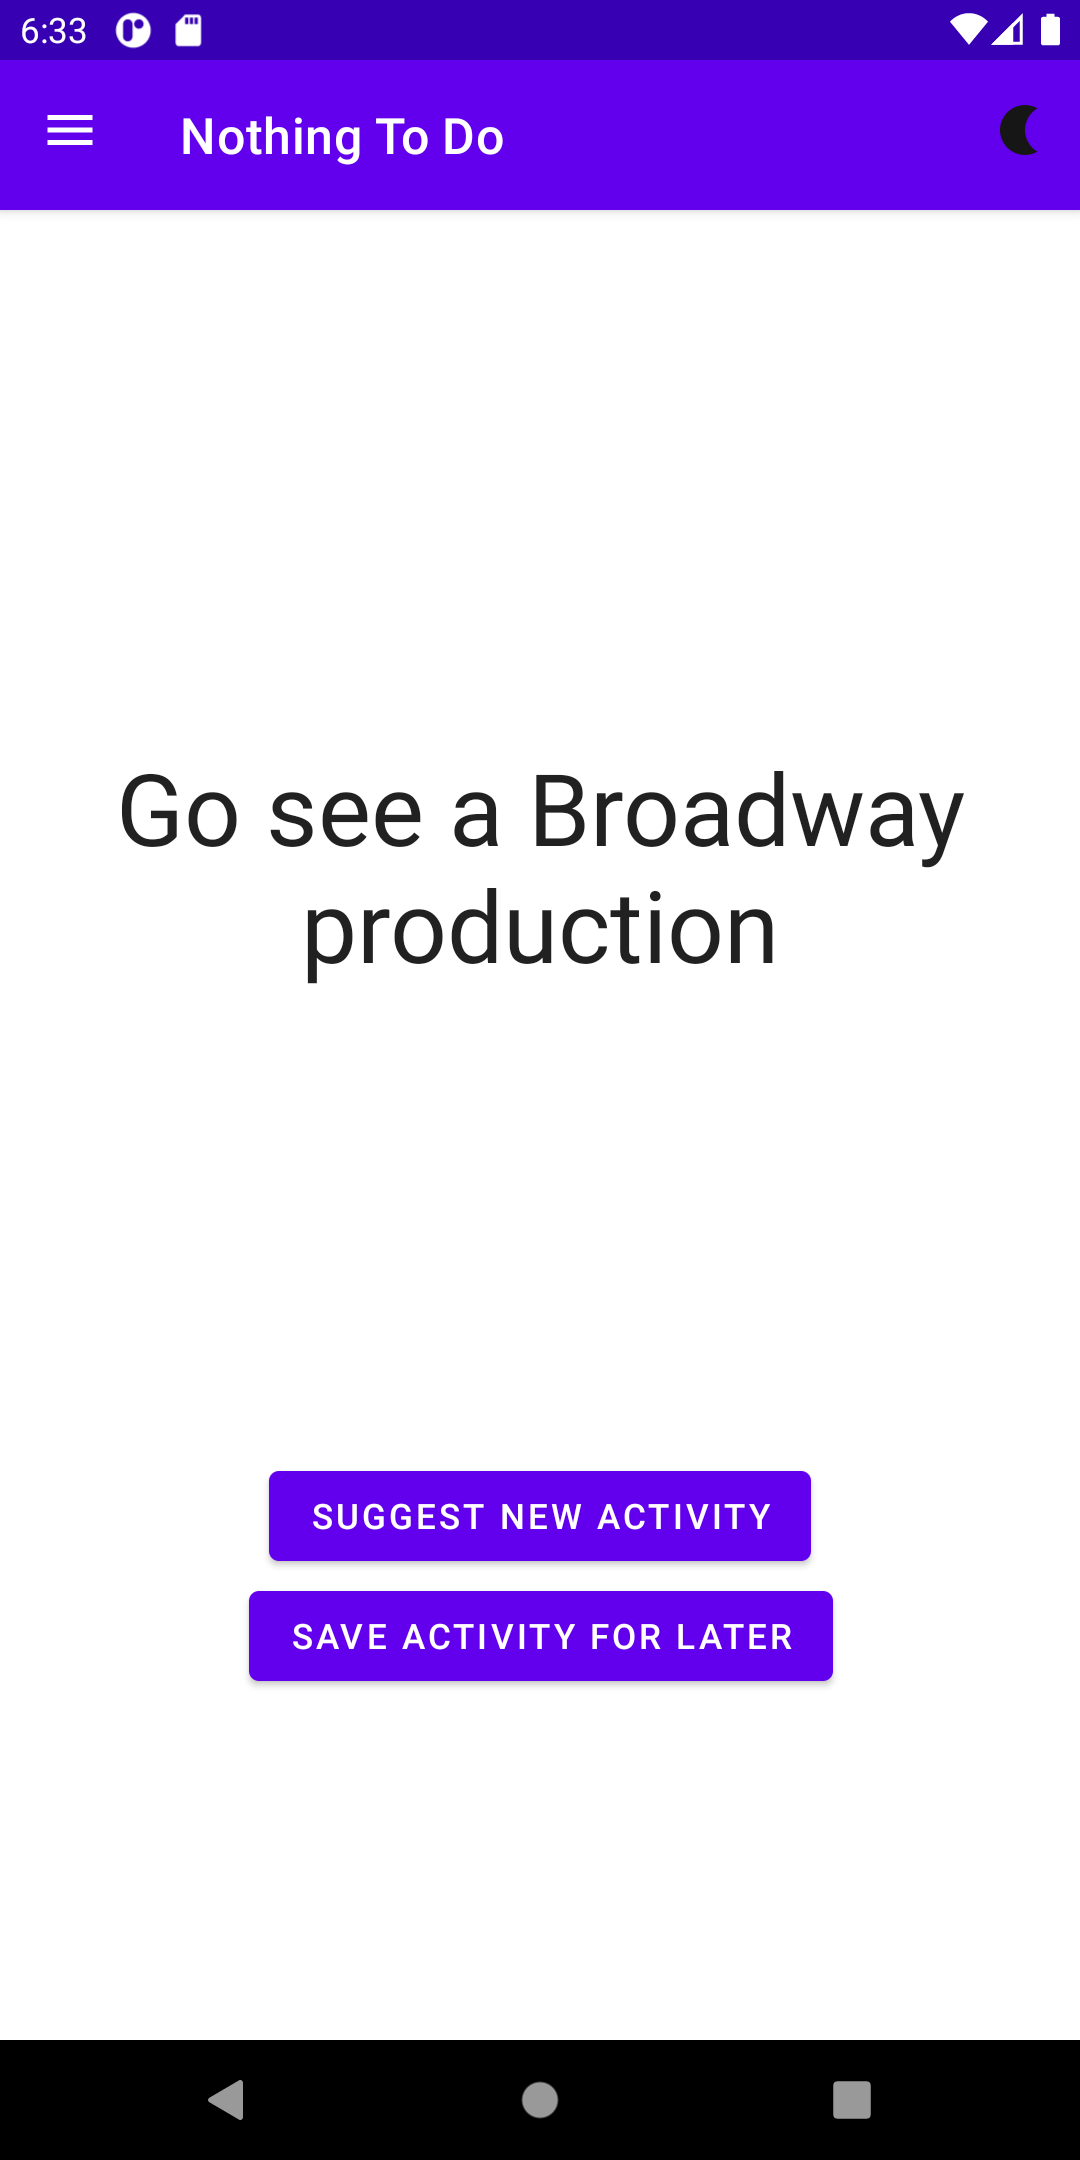 6:33
Nothing To Do
Go see a Broadway
production
SUGGEST NEW ACTIVITY
SAVE ACTIVITY FOR LATER